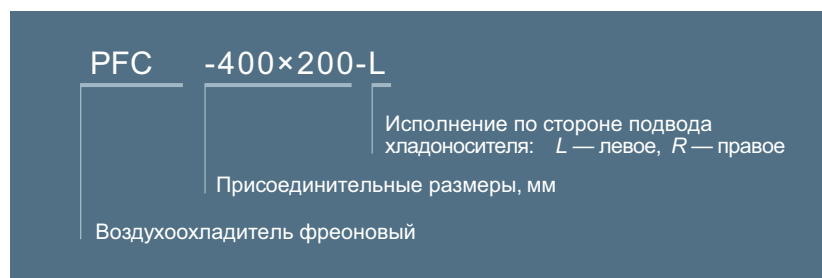 PFC -400×200-L
Исполнение по стороне подвода
хладоносителя: L — левое, R — правое
Присоединительные размеры, мм
Воздухоохладитель фреоновый